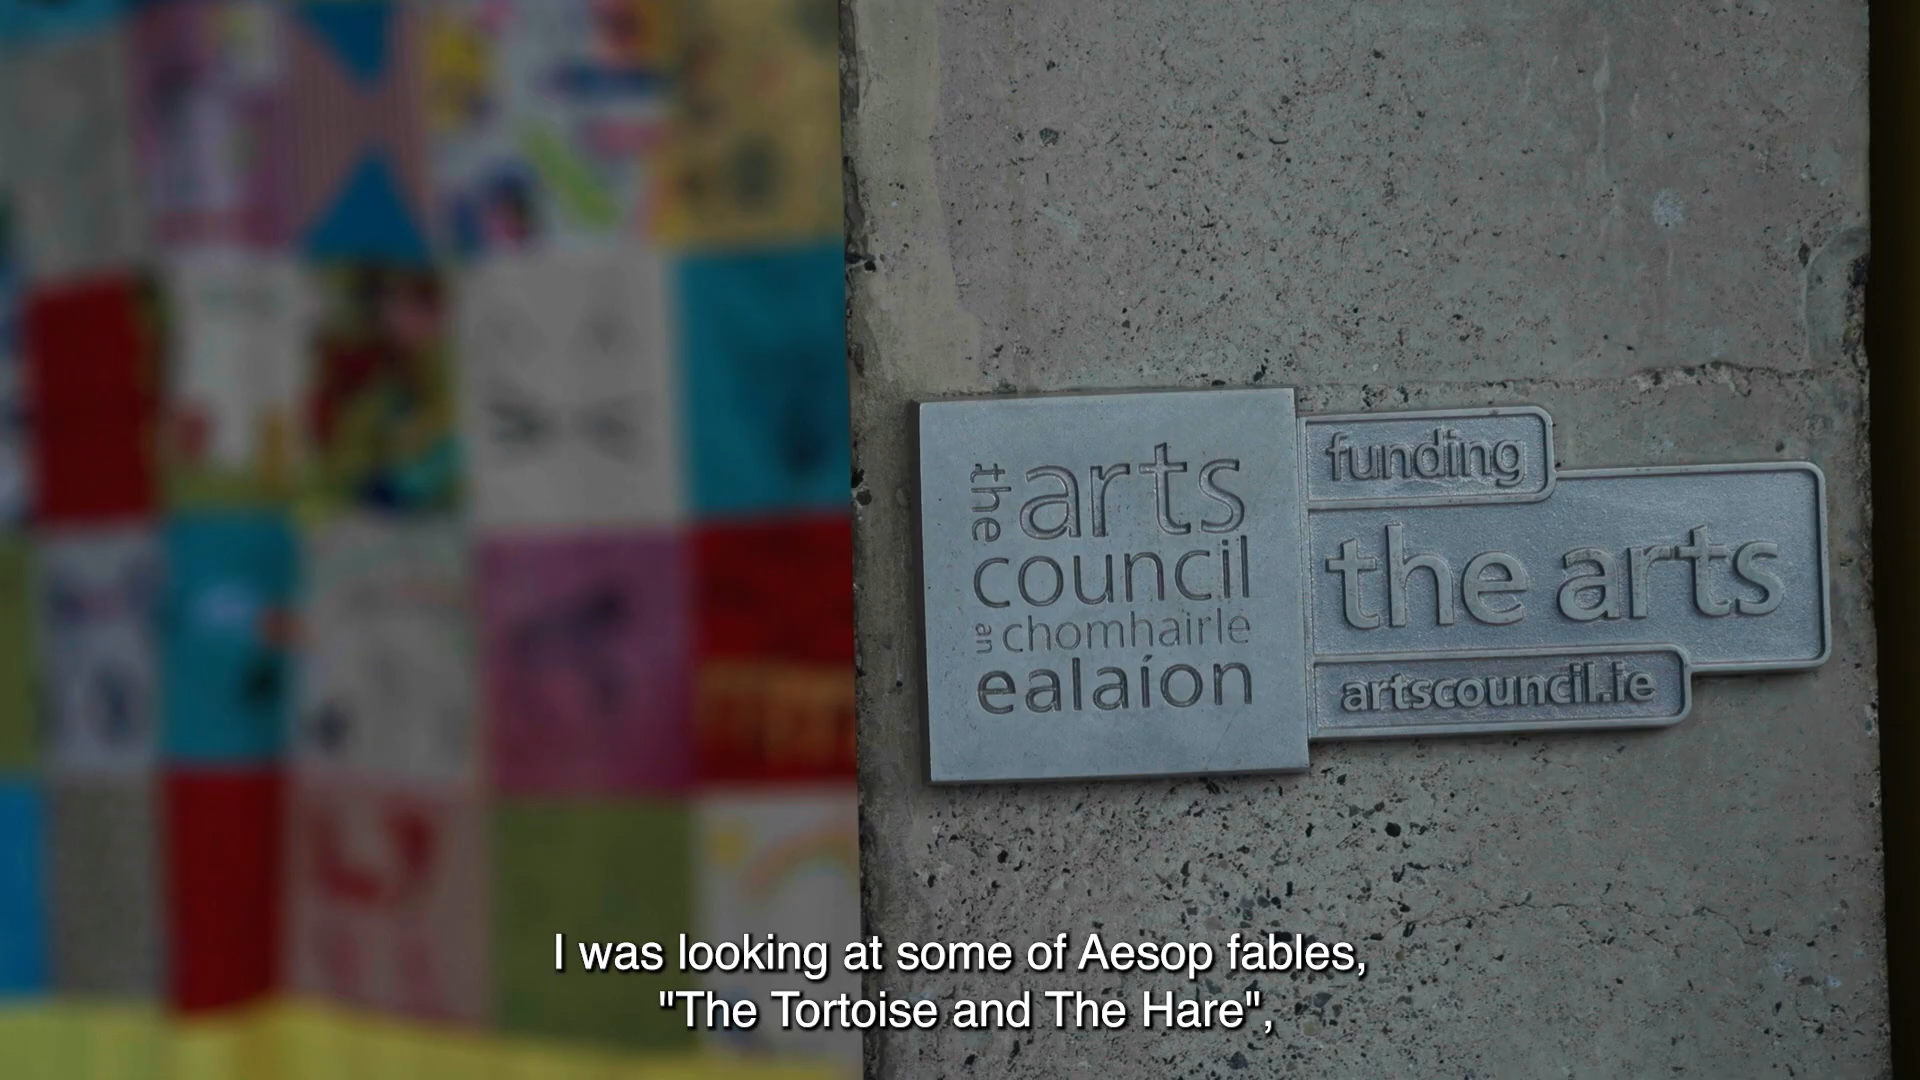 the arts
council
an chomhairle
ealaíon
funding
the arts
artscouncil.ie
I was looking at some of Aesop fables,
"The Tortoise and The Hare",